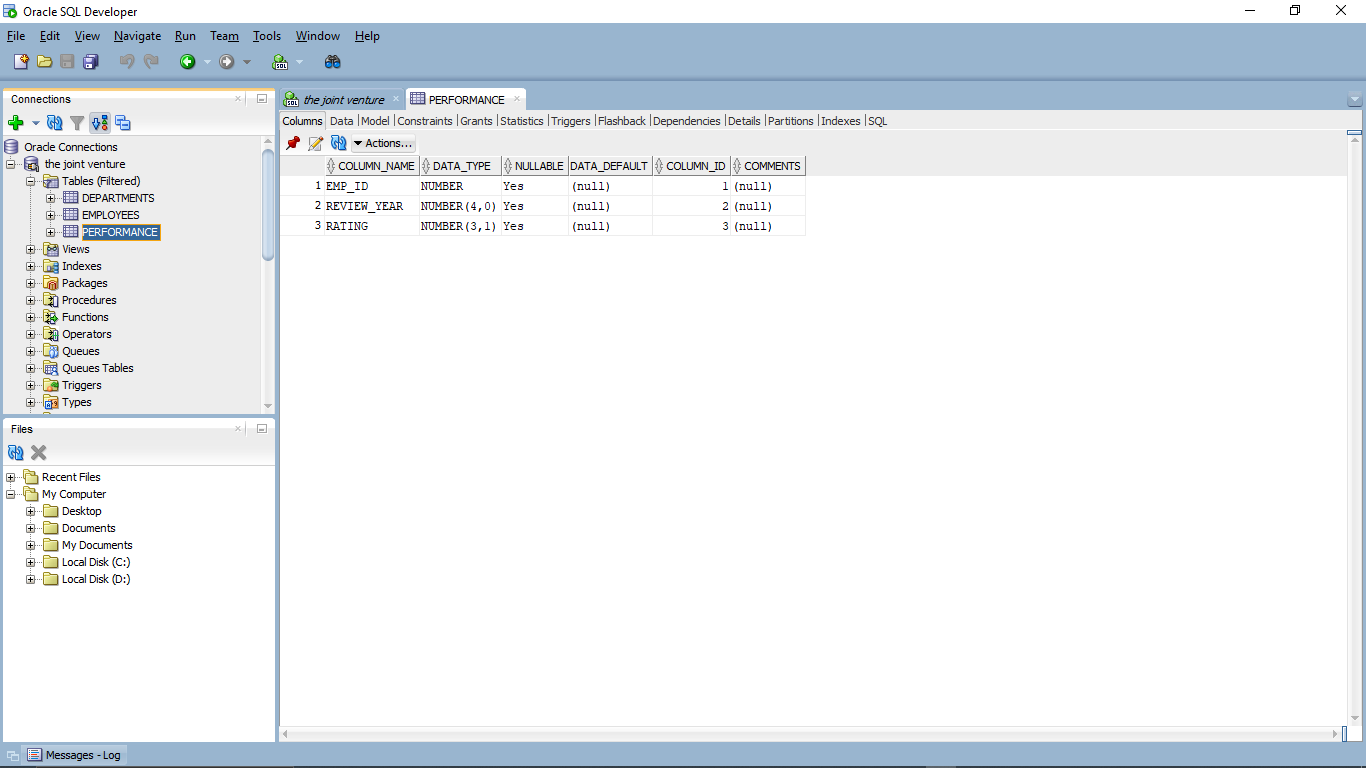 Oracle SQL Developer
File Edit View Navigate Run Team Tools Window Help
Connections
Oracle Connections
the joint venture
Tables (Filtered)
DEPARTMENTS
EMPLOYEES
PERFORMANCE
Views
Indexes
Packages
Procedures
Functions
Operators
Queues
Queues Tables
Triggers
Types
Files
Recent Files
My Computer
Desktop
Documents
My Documents
Local Disk (C:)
Local Disk (D:)
the joint venture PERFORMANCE
Columns Data Model Constraints Grants Statistics Triggers Flashback Dependencies Details Partitions Indexes SQL
Actions...
COLUMN_NAME DATA_TYPE NULLABLE DATA_DEFAULT COLUMN_ID COMMENTS
1 EMP_ID NUMBER Yes (null) 1 (null)
2 REVIEW_YEAR NUMBER(4,0) Yes (null) 2 (null)
3 RATING NUMBER(3,1) Yes (null) 3 (null)
Messages - Log